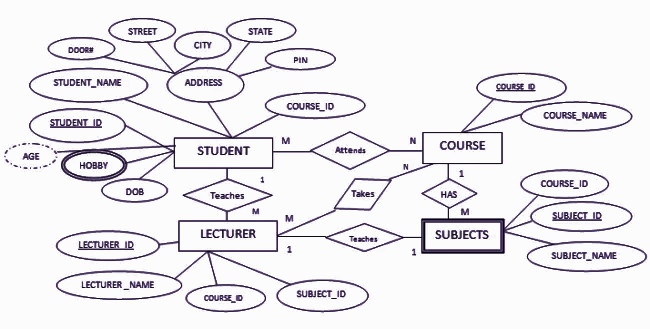 STREET
STATE
CITY
DOOR#
PIN
ADDRESS
STUDENT_NAME
COURSE_ID
COURSE_ID
COURSE_NAME
STUDENT_ID
AGE
HOBBY
DOB
STUDENT
M
Attends
N
COURSE
N
1
1
Teaches
M
Takes
HAS
M
M
COURSE_ID
SUBJECT_ID
SUBJECT_NAME
LECTURER
1
Teaches
1
SUBJECTS
LECTURER_ID
LECTURER_NAME
COURSE_ID
SUBJECT_ID